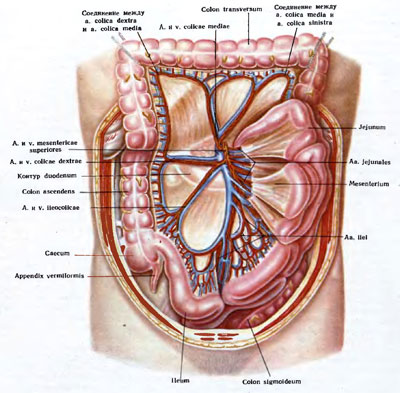 Соединение между
a. colica dextra
и a. colica media
Colon transversum
А. и v. colicae mediae
Соединение между
a. colica media и
a. colica sinistra
А. и v. mesentericae
superiores
А. и v. colicae dextrae
Контур duodenum
Colon ascendens
А. и v. ileocolicae
Caecum
Appendix vermiformis
Jejunum
Aa. jejunales
Mesenterium
Aa. ilei
Ileum
Colon sigmoideum